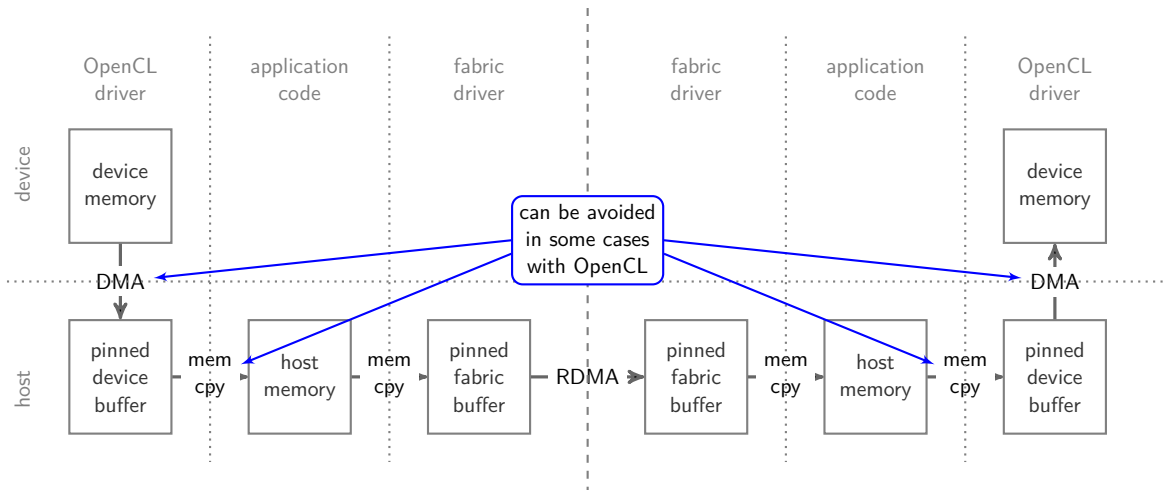 OpenCL
driver
application
code
fabric
driver
fabric
driver
application
code
OpenCL
driver
device
device
memory
device
memory
can be avoided
in some cases
with OpenCL
DMA
DMA
host
pinned
device
buffer
mem
cpy
host
memory
mem
cpy
pinned
fabric
buffer
RDMA
pinned
fabric
buffer
mem
cpy
host
memory
mem
cpy
pinned
device
buffer